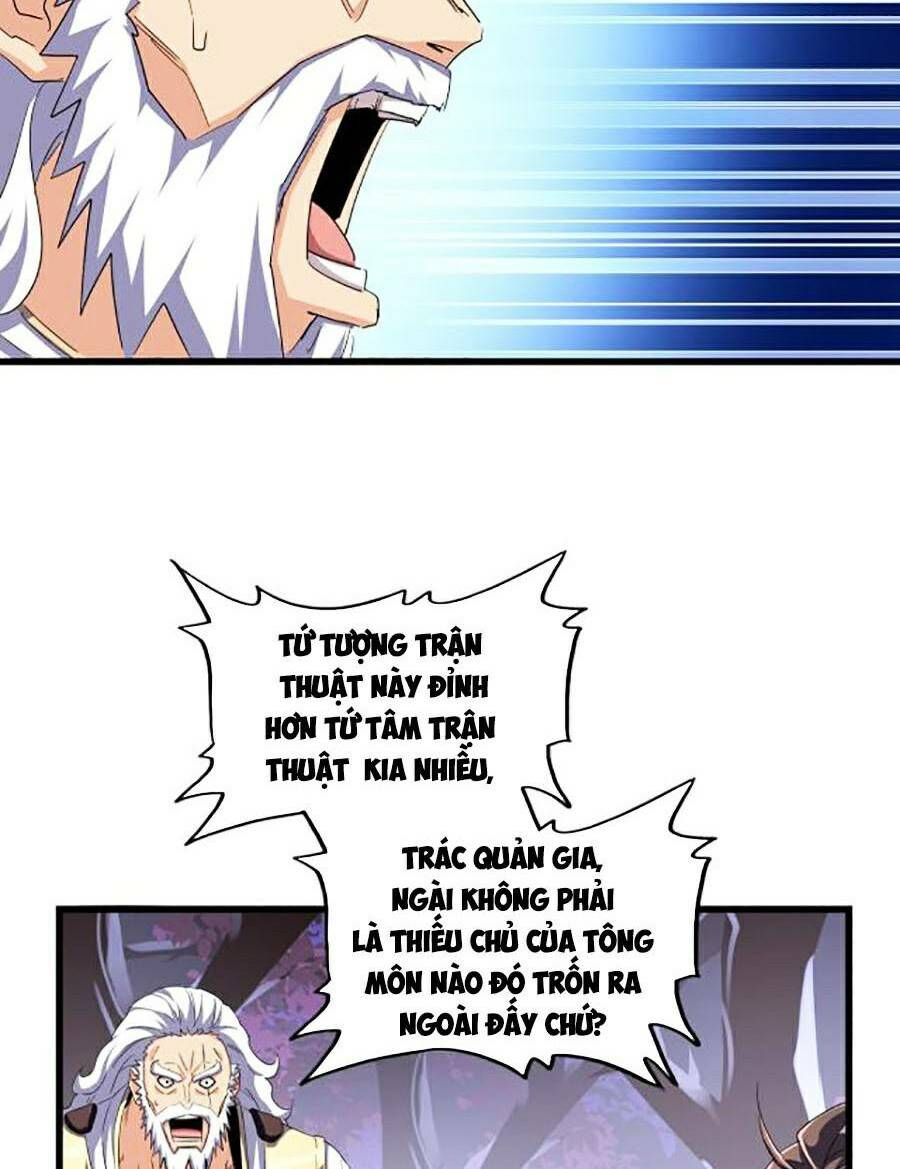 TỨ TƯỢNG TRẬN
THUẬT NÀY ĐỈNH
HƠN TỨ TÂM TRẬN
THUẬT KIA NHIỀU,
TRÁC QUẢN GIA,
NGÀI KHÔNG PHẢI
LÀ THIẾU CHỦ CỦA TÔNG
MÔN NÀO ĐÓ TRỐN RA
NGOÀI ĐẤY CHỨ?